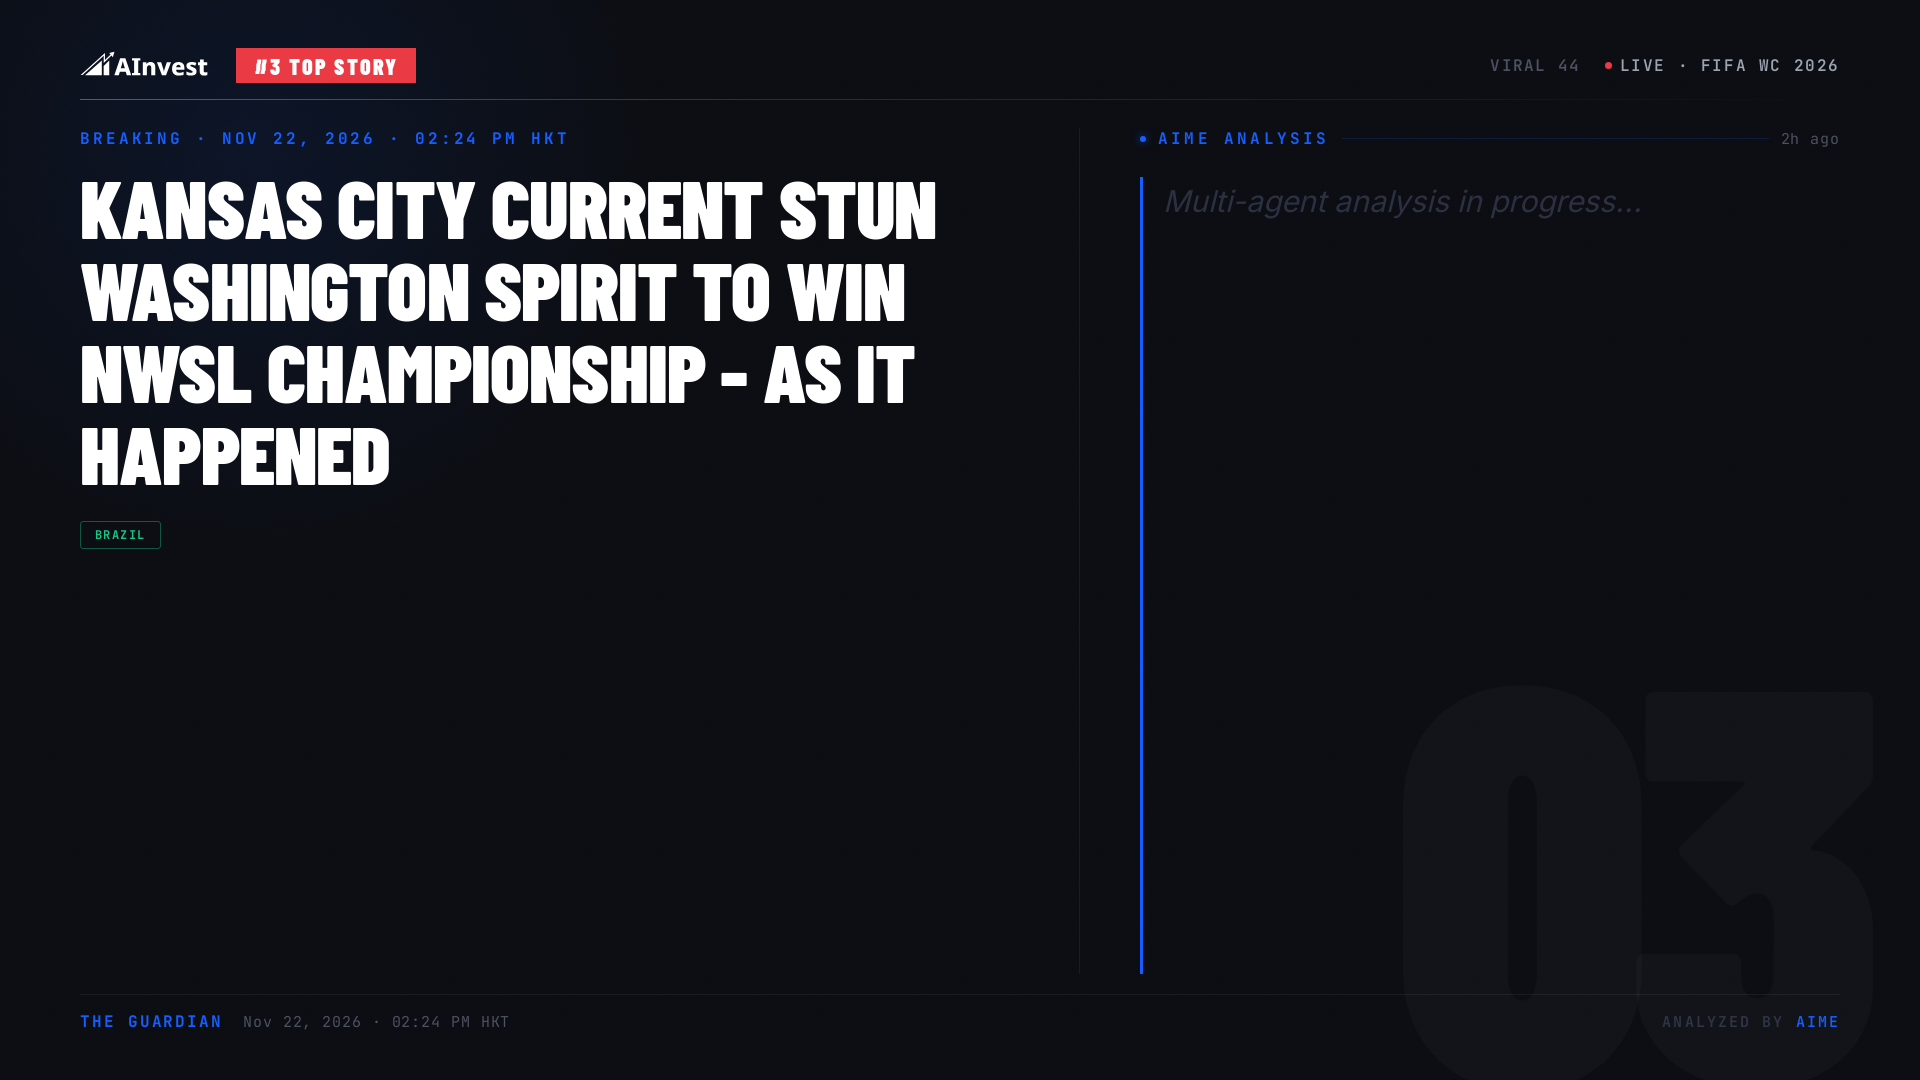 AInvest
#3 TOP STORY
VIRAL 44
LIVE · FIFA WC 2026
BREAKING · NOV 22, 2026 · 02:24 PM HKT
KANSAS CITY CURRENT STUN
WASHINGTON SPIRIT TO WIN
NWSL CHAMPIONSHIP – AS IT
HAPPENED
BRAZIL
AIME ANALYSIS
2h ago
Multi-agent analysis in progress...
03
THE GUARDIAN Nov 22, 2026 · 02:24 PM HKT
ANALYZED BY AIME